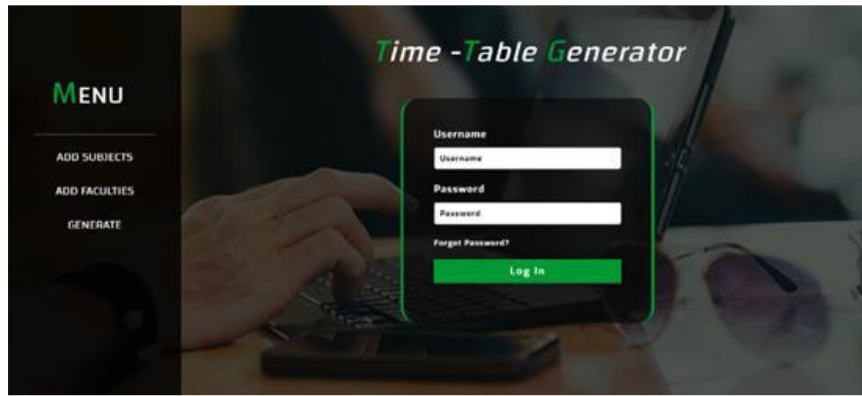 Time -Table Generator
MENU
ADD SUBJECTS
ADD FACULTIES
GENERATE
Username
Username
Password
Password
Forgot Password?
Log In